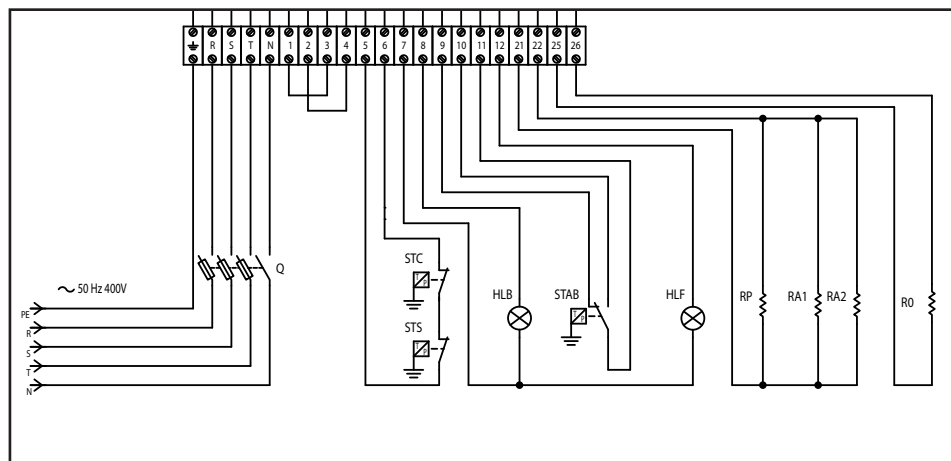 R S T N 1 2 3 4 5 6 7 8 9 10 11 12 21 22 25 26
Q
STC
T P
~ 50 Hz 400V
HLB
STAB
HLF
RP
RA1
RA2
R0
T P
PE
R
STS
S
T P
T
N